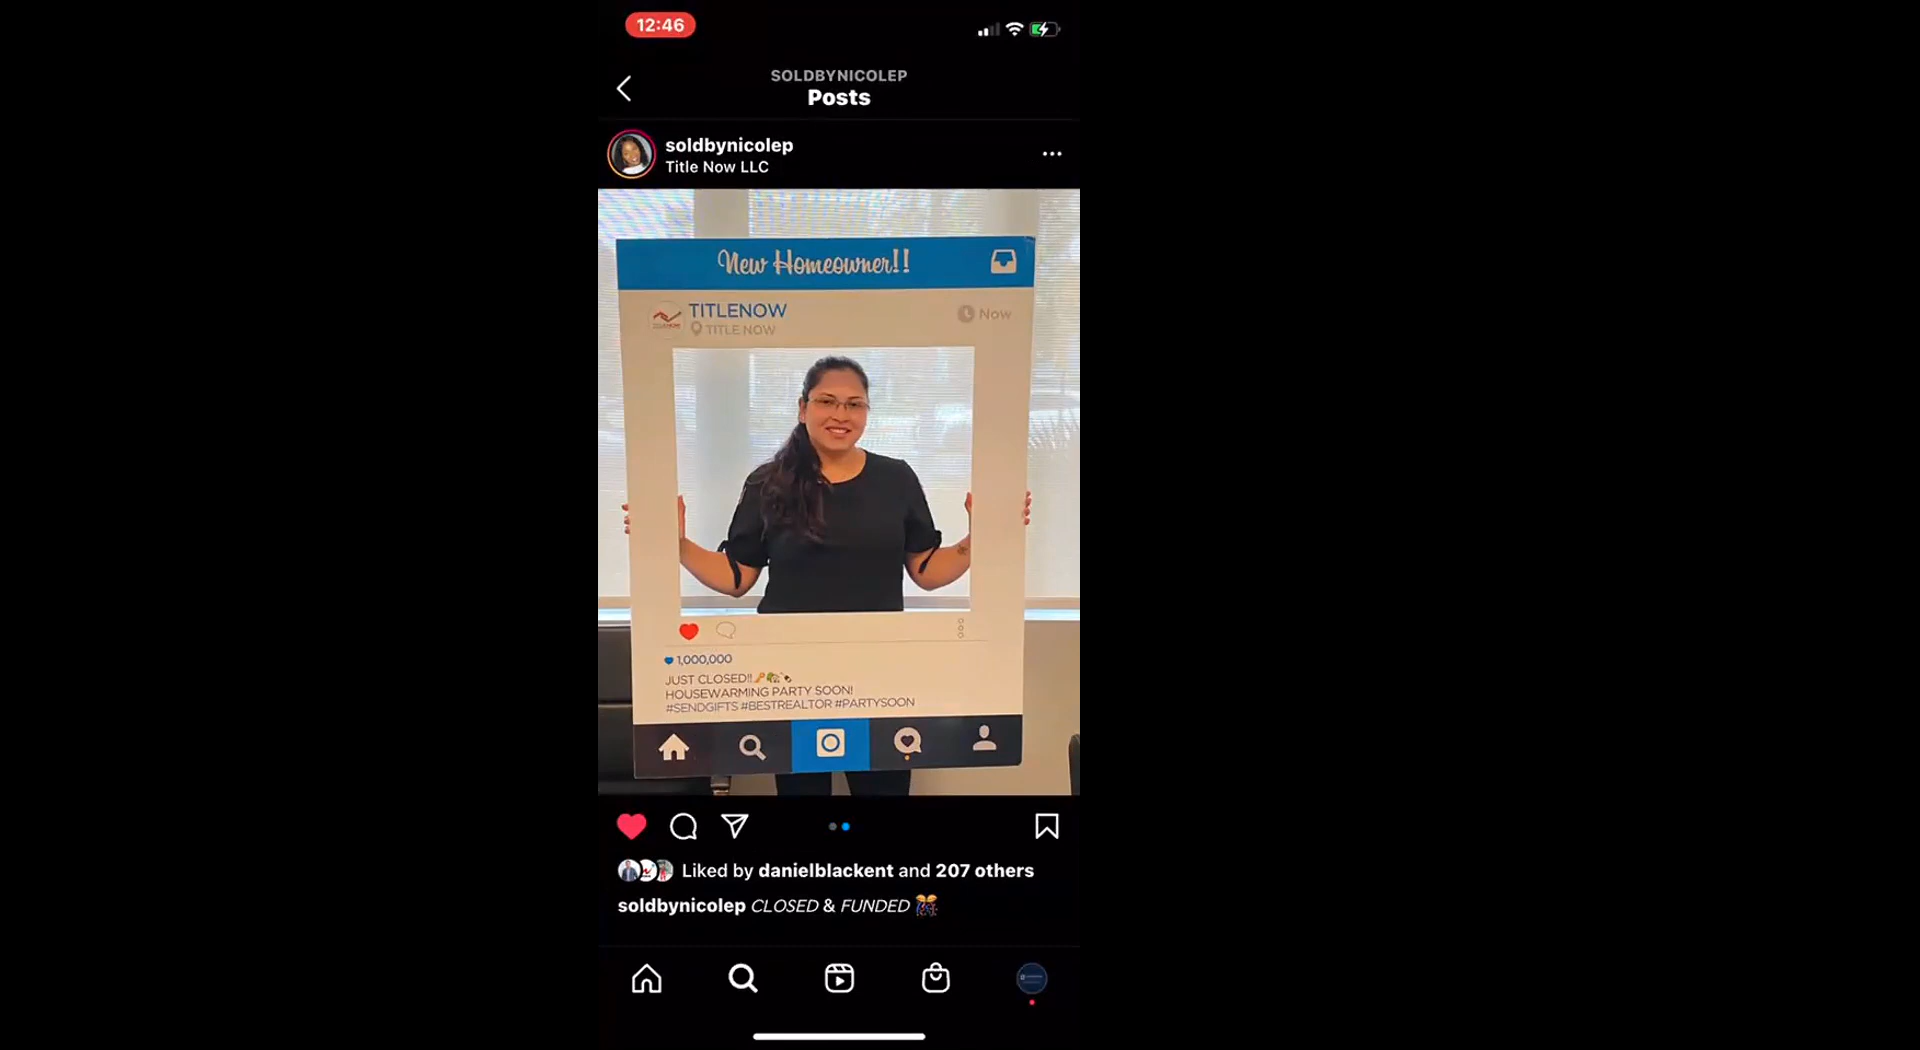 12:46
SOLDBYNICOLEP
Posts
soldbynicolep
Title Now LLC
New Homeowner!!
TITLENOW
TITLE NOW
Now
1,000,000
JUST CLOSED!!
HOUSEWARMING PARTY SOON!
#SENDGIFTS #BESTREALTOR #PARTYSOON
Liked by danielblackent and 207 others
soldbynicolep CLOSED & FUNDED